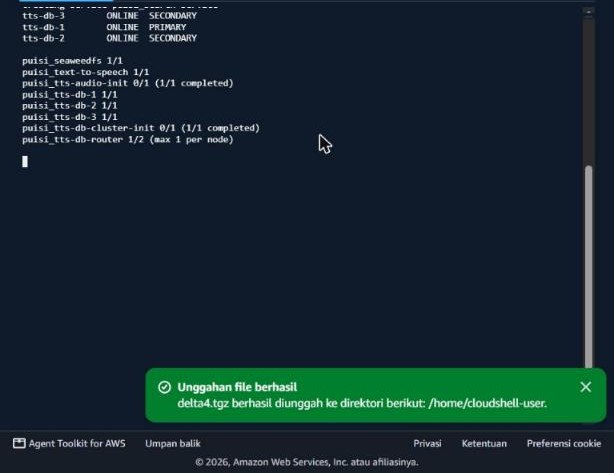 tts-db-3 ONLINE SECONDARY
tts-db-1 ONLINE PRIMARY
tts-db-2 ONLINE SECONDARY
puisi_seaweedfs 1/1
puisi_text-to-speech 1/1
puisi_tts-audio-init 0/1 (1/1 completed)
puisi_tts-db-1 1/1
puisi_tts-db-2 1/1
puisi_tts-db-3 1/1
puisi_tts-db-cluster-init 0/1 (1/1 completed)
puisi_tts-db-router 1/2 (max 1 per node)
Unggahan file berhasil
delta4.tgz berhasil diunggah ke direktori berikut: /home/cloudshell-user.
Agent Toolkit for AWS Umpan balik Privasi Ketentuan Preferensi cookie
© 2026, Amazon Web Services, Inc. atau afiliasinya.